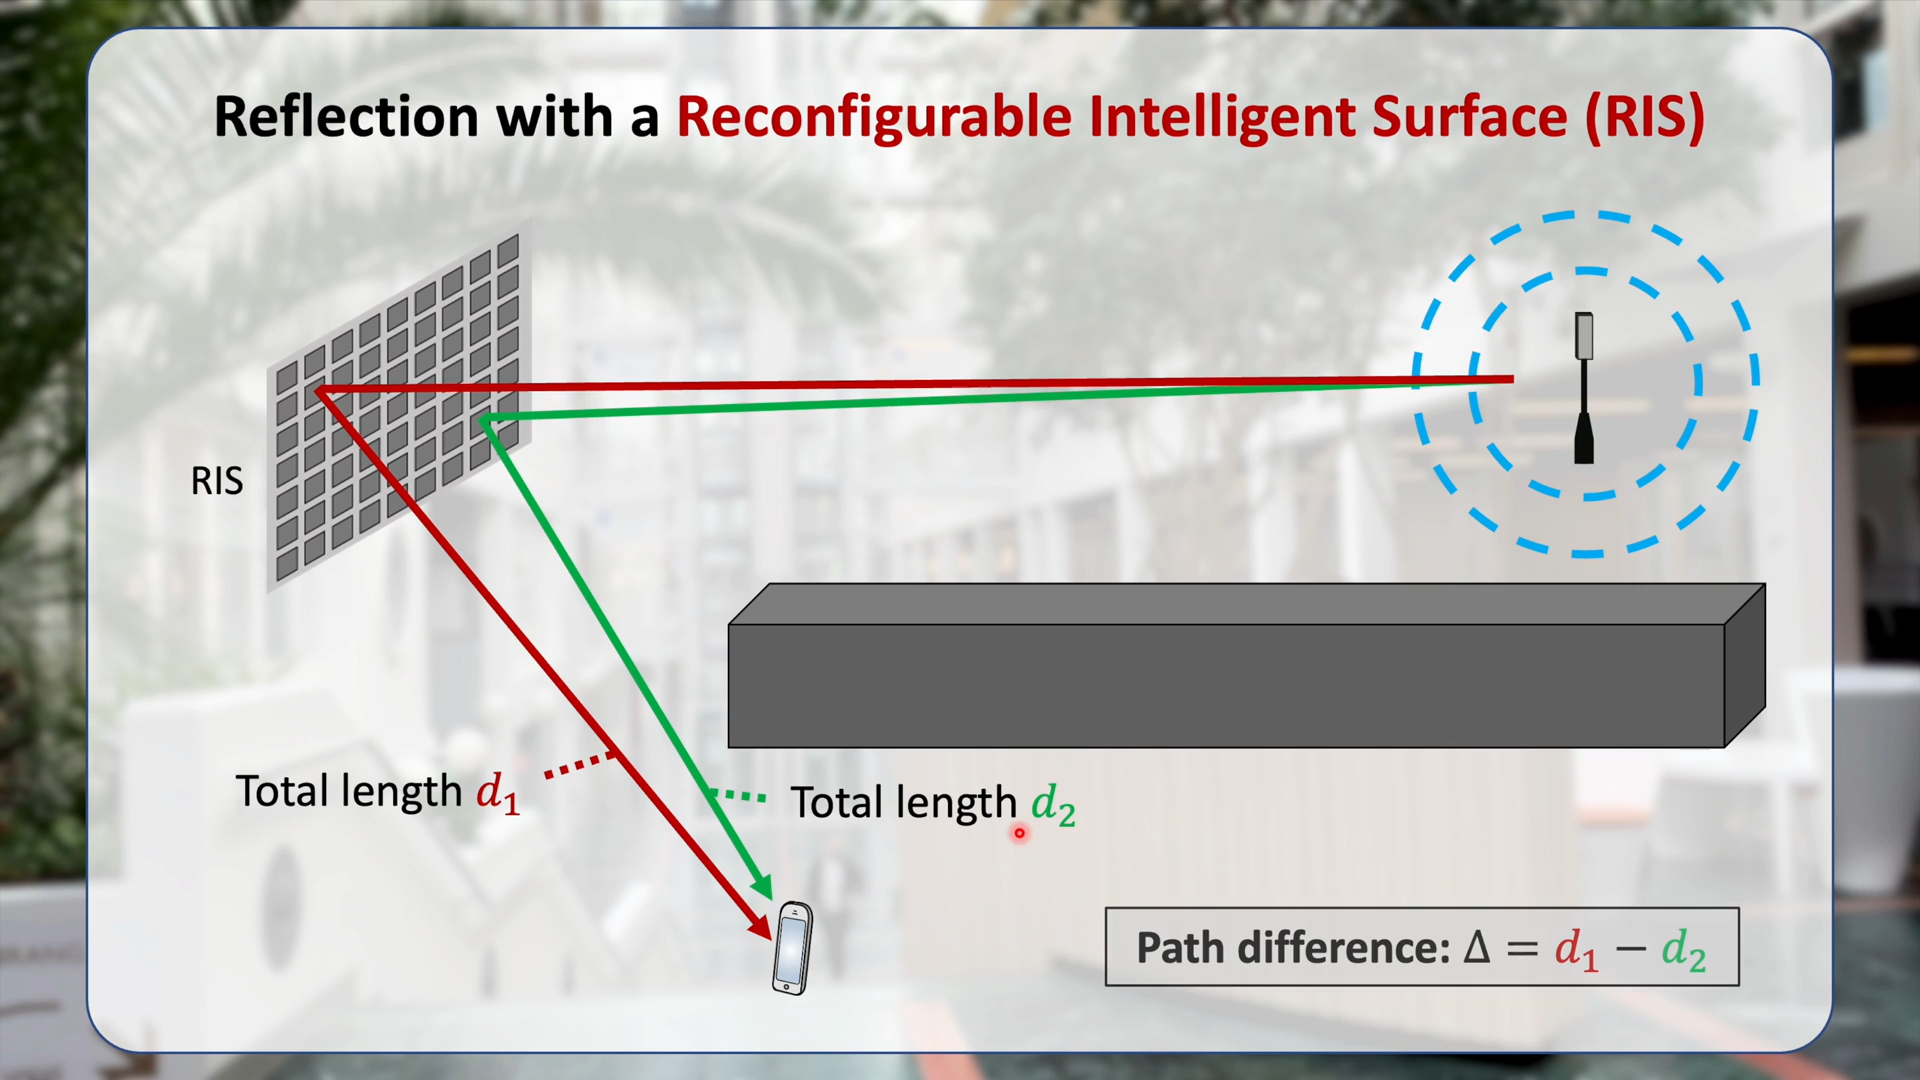 Reflection with a Reconfigurable Intelligent Surface (RIS)
RIS
Total length d₁
Total length d₂
Path difference: Δ = d₁ − d₂